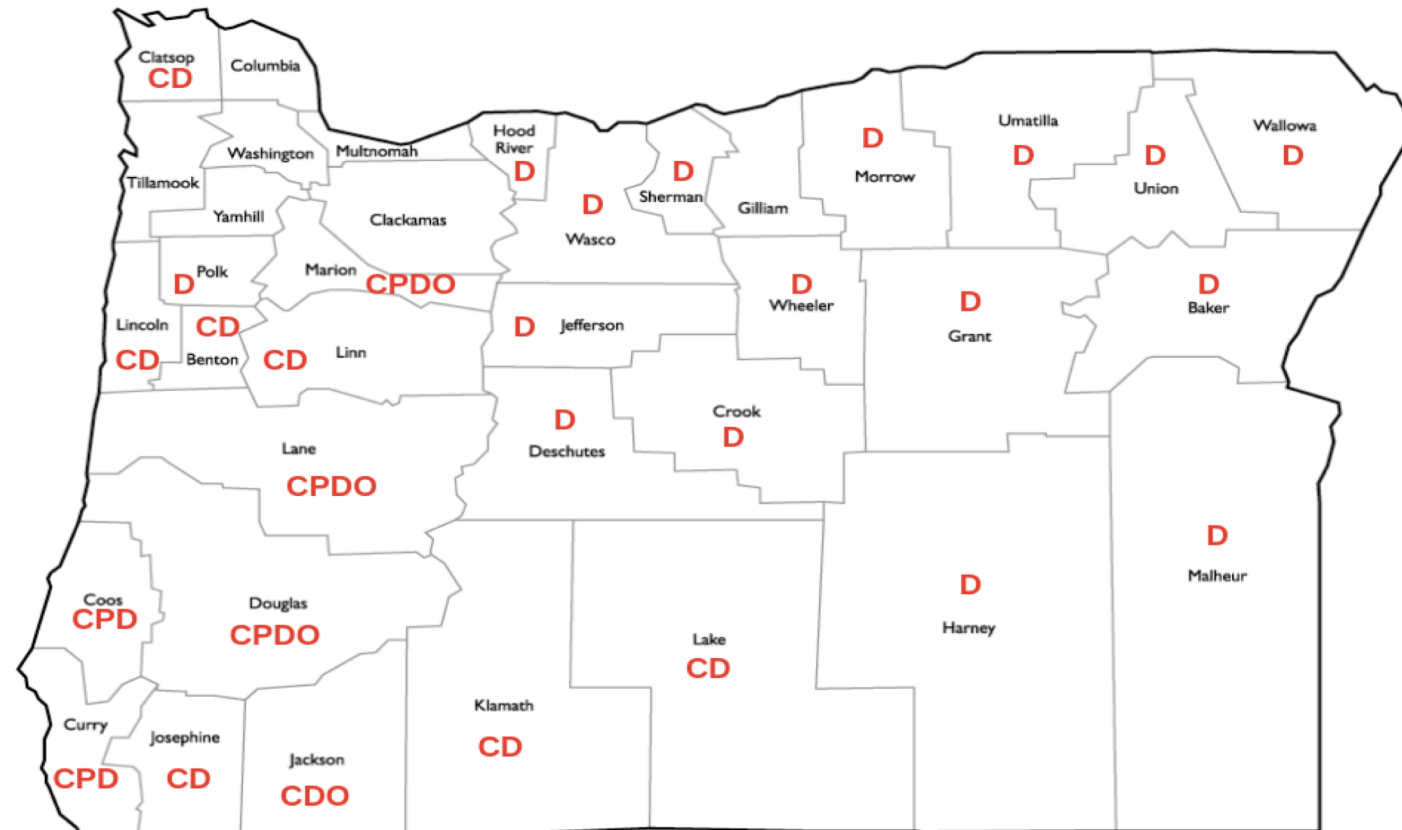 Clatsop
CD
Columbia
Washington
Multnomah
Hood
River
D
Tillamook
Yamhill
Clackamas
D
Wasco
D
Sherman
Gilliam
D
Morrow
Umatilla
D
D
Union
Wallowa
D
D
Polk
Marion
CPDO
Lincoln
CD
CD
Benton
CD
Linn
D
Jefferson
D
Wheeler
D
Grant
D
Baker
Lane
CPDO
D
Deschutes
Crook
D
Coos
CPD
Douglas
CPDO
Lake
CD
D
Harney
D
Malheur
Curry
CPD
Josephine
CD
Jackson
CDO
Klamath
CD